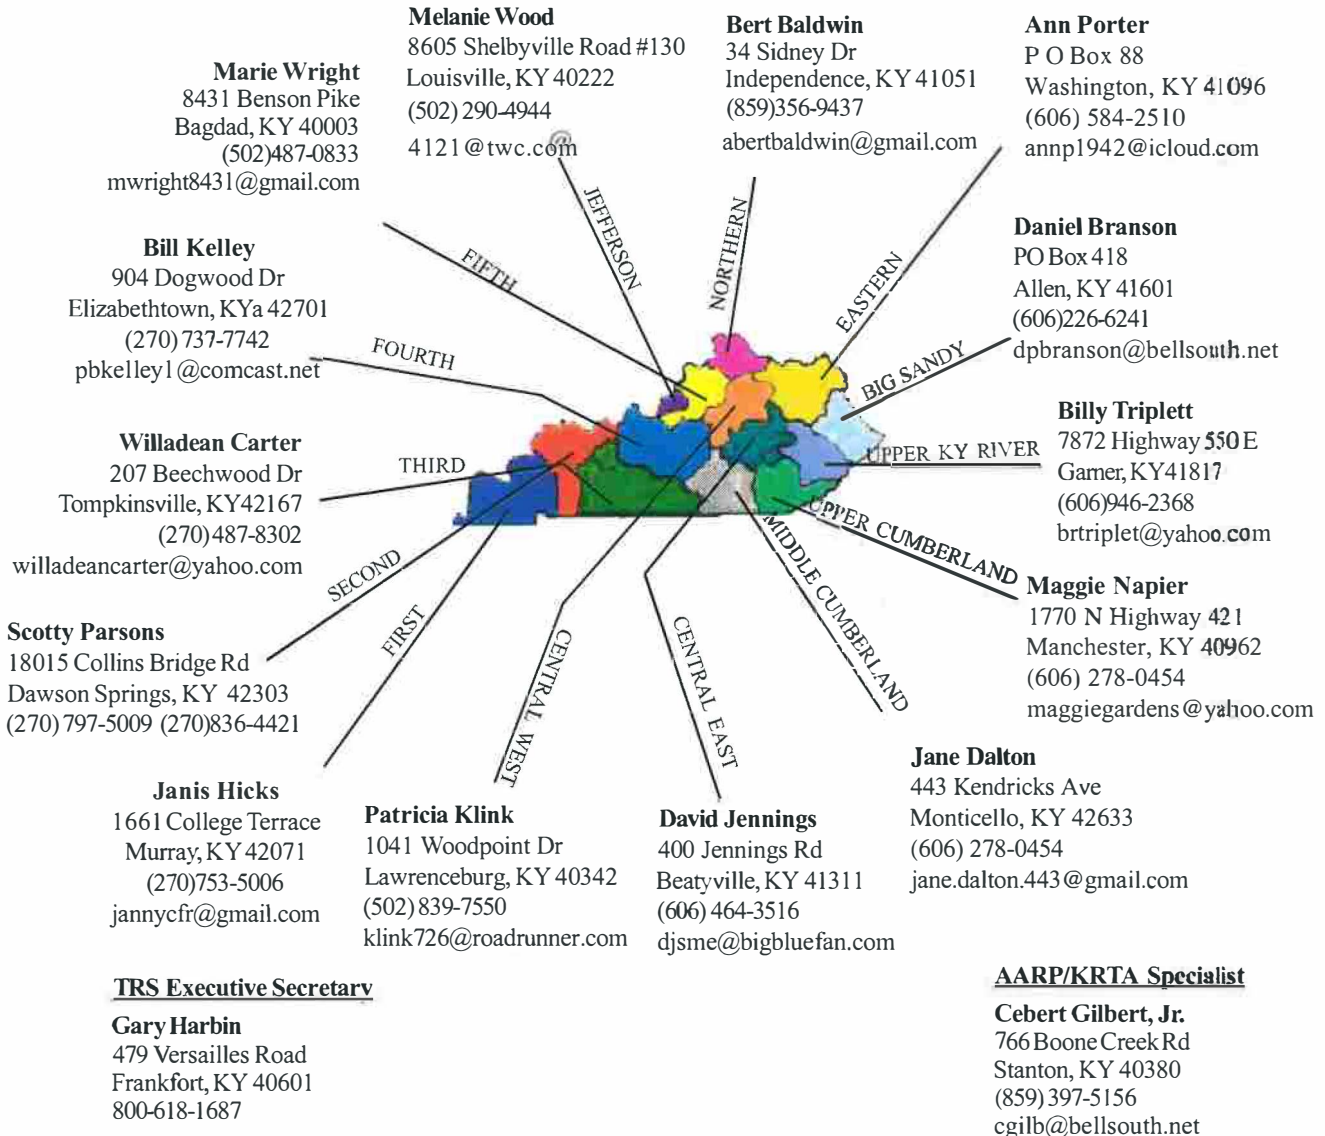 Melanie Wood
8605 Shelbyville Road #130
Louisville, KY 40222
(502) 290-4944
4121@twc.com
@
Bert Baldwin
34 Sidney Dr
Independence, KY 41051
(859)356-9437
abertbaldwin@gmail.com
Ann Porter
P O Box 88
Washington, KY 41096
(606) 584-2510
annp1942@icloud.com
Marie Wright
8431 Benson Pike
Bagdad, KY 40003
(502)487-0833
mwright8431@gmail.com
Daniel Branson
PO Box 418
Allen, KY 41601
(606)226-6241
dpbranson@bellsouth.net
Bill Kelley
904 Dogwood Dr
Elizabethtown, KYa 42701
(270) 737-7742
pbkelley1@comcast.net
JEFFERSON
FIFTH
NORTHERN
EASTERN
FOURTH
BIG SANDY
Billy Triplett
7872 Highway 550 E
Garner, KY 41817
(606)946-2368
brtriplet@yahoo.com
Willadean Carter
207 Beechwood Dr
Tompkinsville, KY 42167
(270) 487-8302
willadeancarter@yahoo.com
THIRD
UPPER KY RIVER
UPPER CUMBERLAND
MIDDLE CUMBERLAND
SECOND
FIRST
CENTRAL WEST
CENTRAL EAST
Maggie Napier
1770 N Highway 421
Manchester, KY 40962
(606) 278-0454
maggiegardens@yahoo.com
Scotty Parsons
18015 Collins Bridge Rd
Dawson Springs, KY 42303
(270) 797-5009 (270)836-4421
Janis Hicks
1661 College Terrace
Murray, KY 42071
(270)753-5006
jannycfr@gmail.com
Patricia Klink
1041 Woodpoint Dr
Lawrenceburg, KY 40342
(502) 839-7550
klink726@roadrunner.com
David Jennings
400 Jennings Rd
Beatyville, KY 41311
(606) 464-3516
djsme@bigbluefan.com
Jane Dalton
443 Kendricks Ave
Monticello, KY 42633
(606) 278-0454
jane.dalton.443@gmail.com
TRS Executive Secretary
Gary Harbin
479 Versailles Road
Frankfort, KY 40601
800-618-1687
AARP/KRTA Specialist
Cebert Gilbert, Jr.
766 Boone Creek Rd
Stanton, KY 40380
(859) 397-5156
cgilb@bellsouth.net